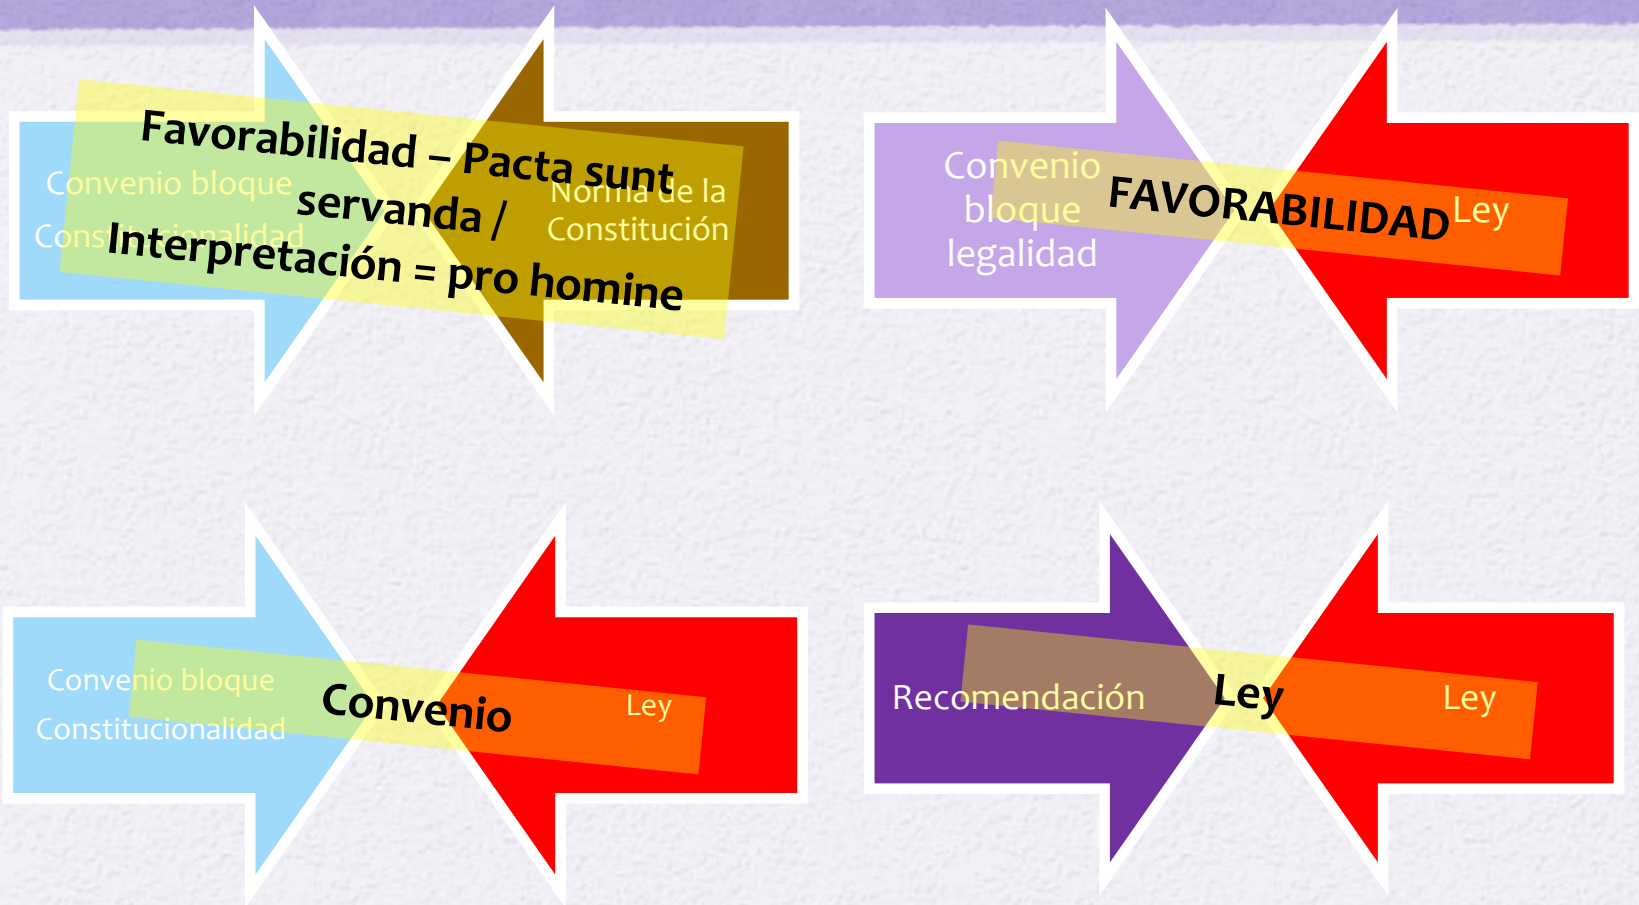 Convenio bloque
Constitucionalidad
Favorabilidad – Pacta sunt
servanda /
Interpretación = pro homine
Norma de la
Constitución
Convenio
bloque
legalidad
FAVORABILIDAD
Ley
Convenio bloque
Constitucionalidad
Convenio
Ley
Recomendación
Ley
Ley